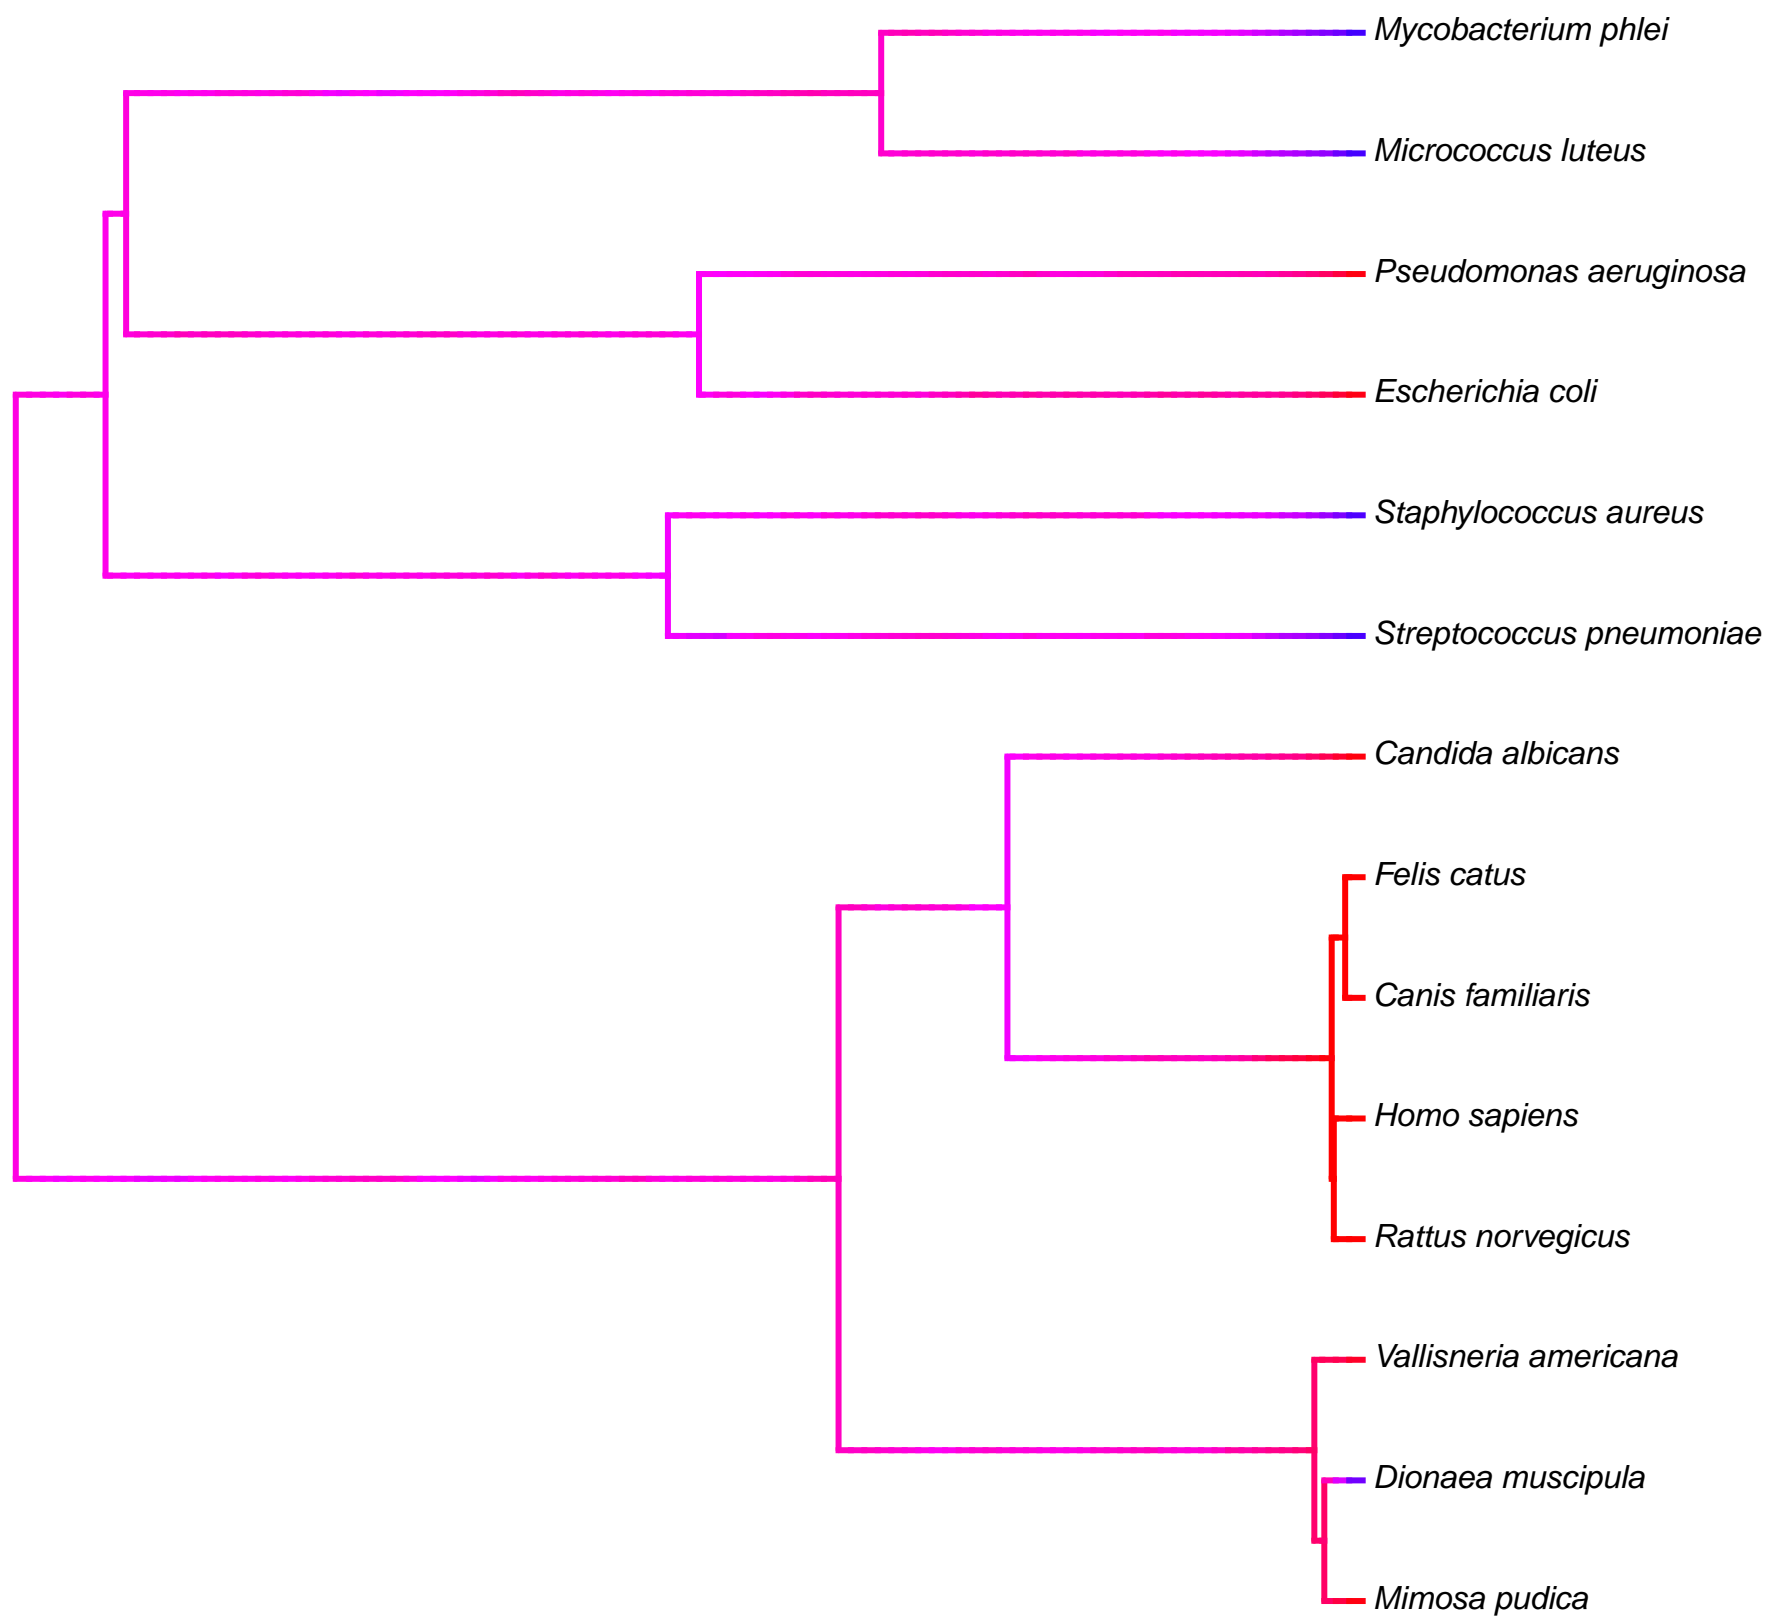 Mycobacterium phlei
Micrococcus luteus
Pseudomonas aeruginosa
Escherichia coli
Staphylococcus aureus
Streptococcus pneumoniae
Candida albicans
Felis catus
Canis familiaris
Homo sapiens
Rattus norvegicus
Vallisneria americana
Dionaea muscipula
Mimosa pudica